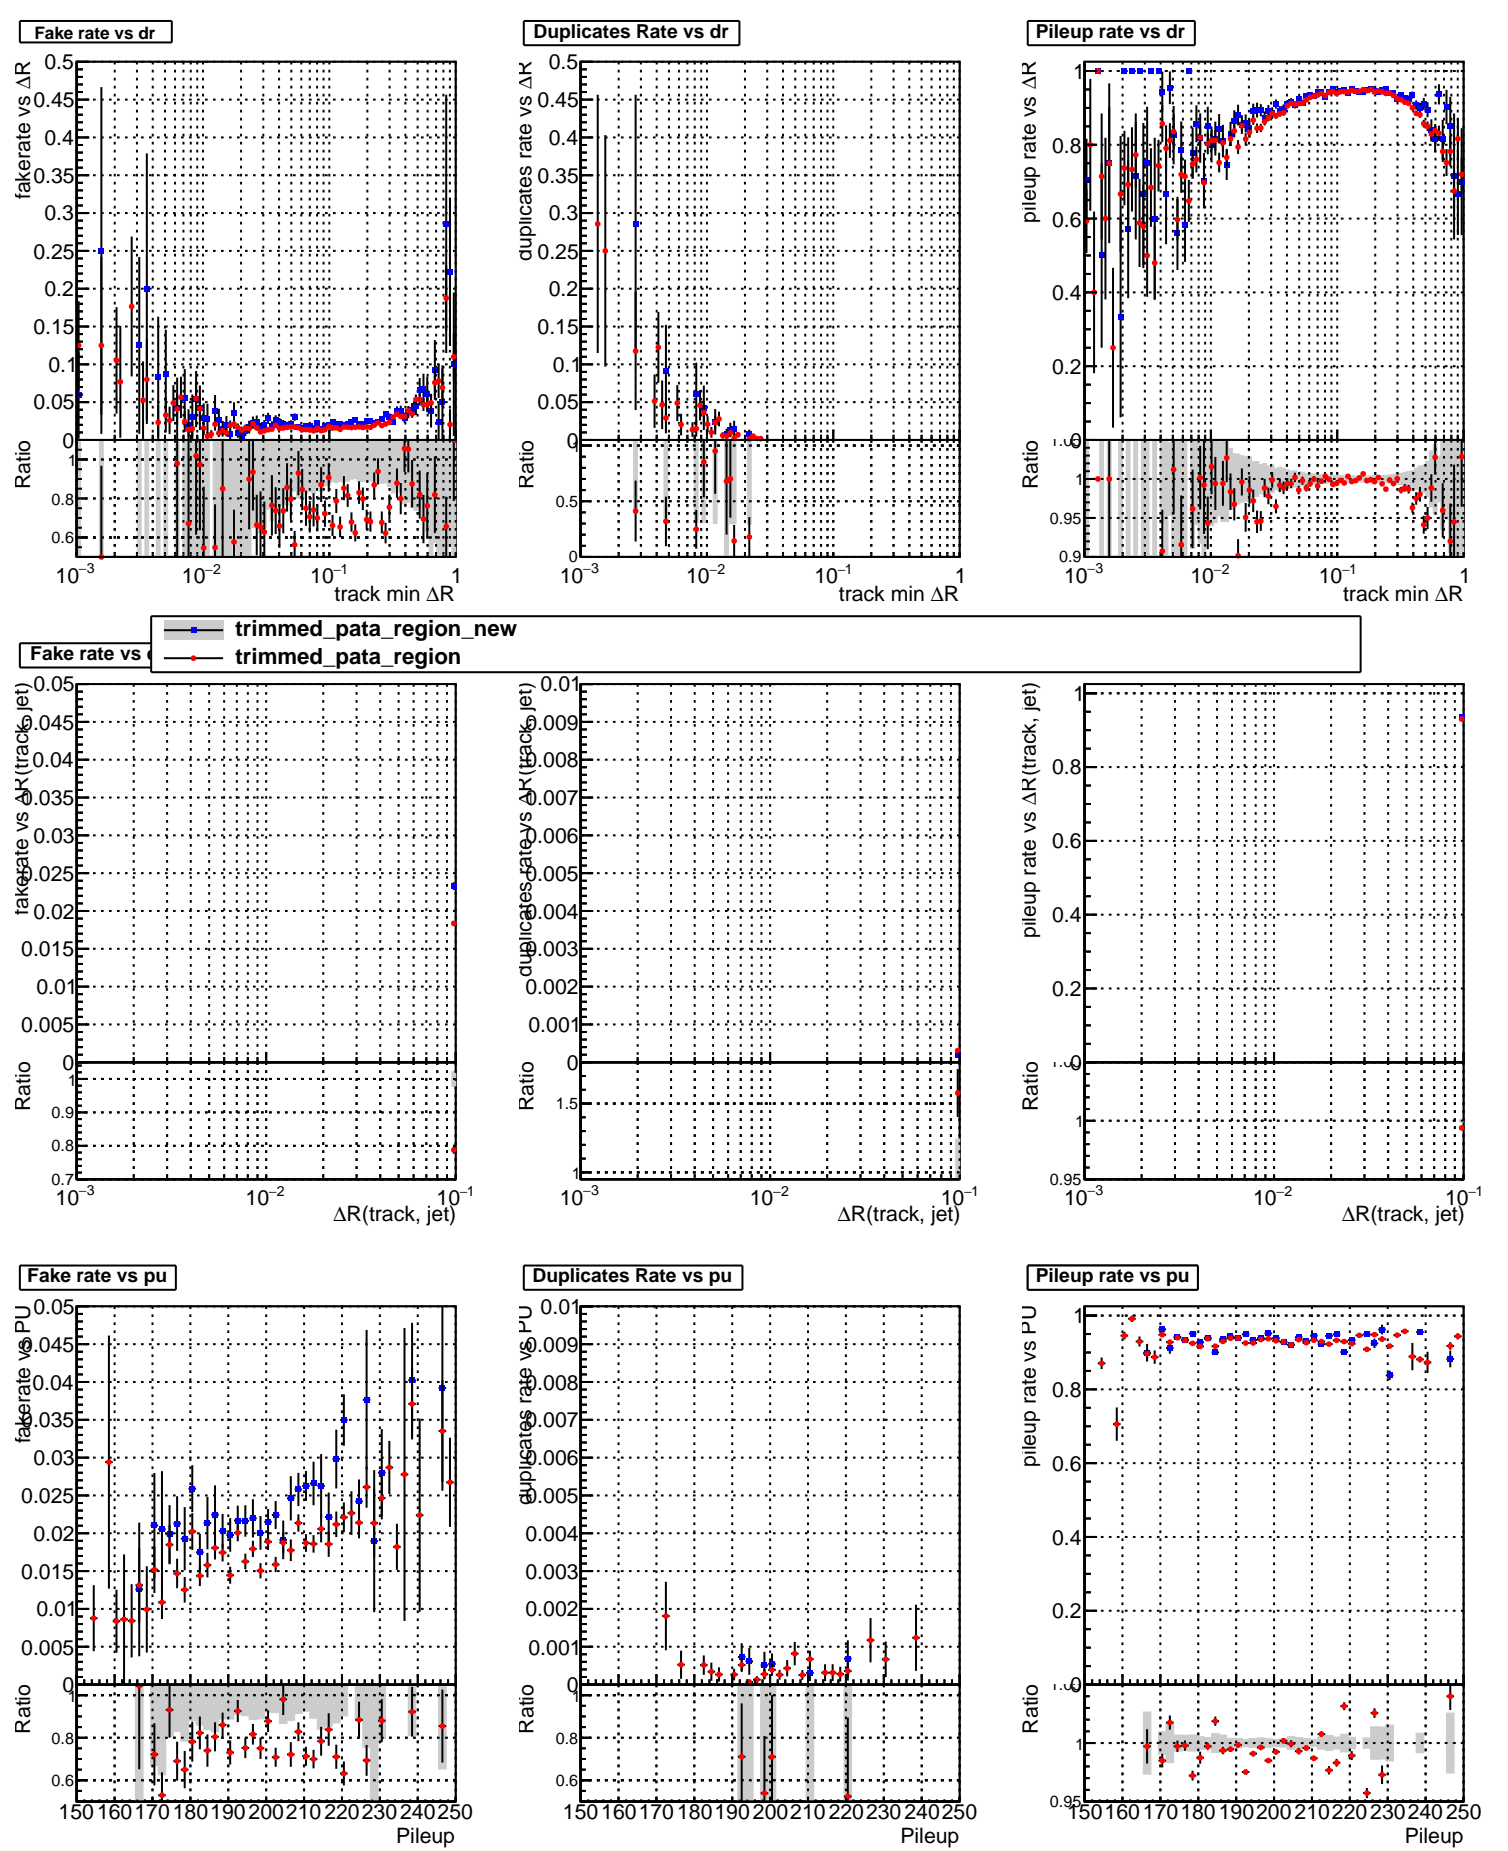 Fake rate vs dr
fakerate vs ΔR
0.5
0.45
0.4
0.35
0.3
0.25
0.2
0.15
0.1
0.05
0
Ratio
1
0.8
0.6
10−3 10−2 10−1 1
track min ΔR
Duplicates Rate vs dr
duplicates rate vs ΔR
0.5
0.45
0.4
0.35
0.3
0.25
0.2
0.15
0.1
0.05
0
Ratio
1
0.5
0
10−3 10−2 10−1 1
track min ΔR
Pileup rate vs dr
pileup rate vs ΔR
1
0.8
0.6
0.4
0.2
0
Ratio
1
0.95
0.9
10−3 10−2 10−1 1
track min ΔR
trimmed_pata_region_new
trimmed_pata_region
Fake rate vs
fakerate vs ΔR(track, jet)
0.05
0.045
0.04
0.035
0.03
0.025
0.02
0.015
0.01
0.005
0
Ratio
1
0.9
0.8
0.7
10−3 10−2 10−1
ΔR(track, jet)
duplicates rate vs ΔR(track, jet)
0.01
0.009
0.008
0.007
0.006
0.005
0.004
0.003
0.002
0.001
0
Ratio
1.5
1
10−3 10−2 10−1
ΔR(track, jet)
pileup rate vs ΔR(track, jet)
1
0.8
0.6
0.4
0.2
0
Ratio
1
0.95
10−3 10−2 10−1
ΔR(track, jet)
Fake rate vs pu
fakerate vs PU
0.05
0.045
0.04
0.035
0.03
0.025
0.02
0.015
0.01
0.005
0
Ratio
1
0.8
0.6
150 160 170 180 190 200 210 220 230 240 250
Pileup
Duplicates Rate vs pu
duplicates rate vs PU
0.01
0.009
0.008
0.007
0.006
0.005
0.004
0.003
0.002
0.001
0
Ratio
1
0.8
0.6
150 160 170 180 190 200 210 220 230 240 250
Pileup
Pileup rate vs pu
pileup rate vs PU
1
0.8
0.6
0.4
0.2
0
Ratio
1
0.95
150 160 170 180 190 200 210 220 230 240 250
Pileup